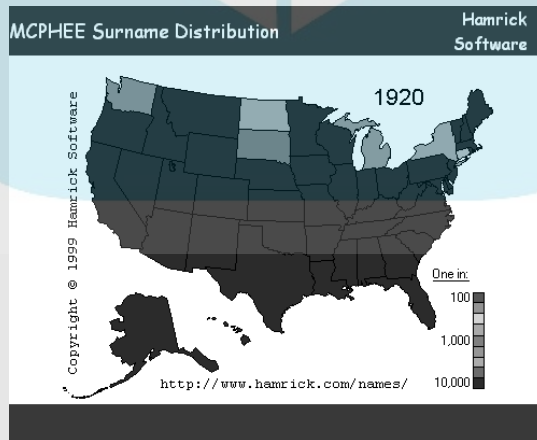 MCPHEE Surname Distribution
Hamrick
Software
1920
Copyright © 1999 Hamrick Software
One in:
100
1,000
10,000
http://www.hamrick.com/names/